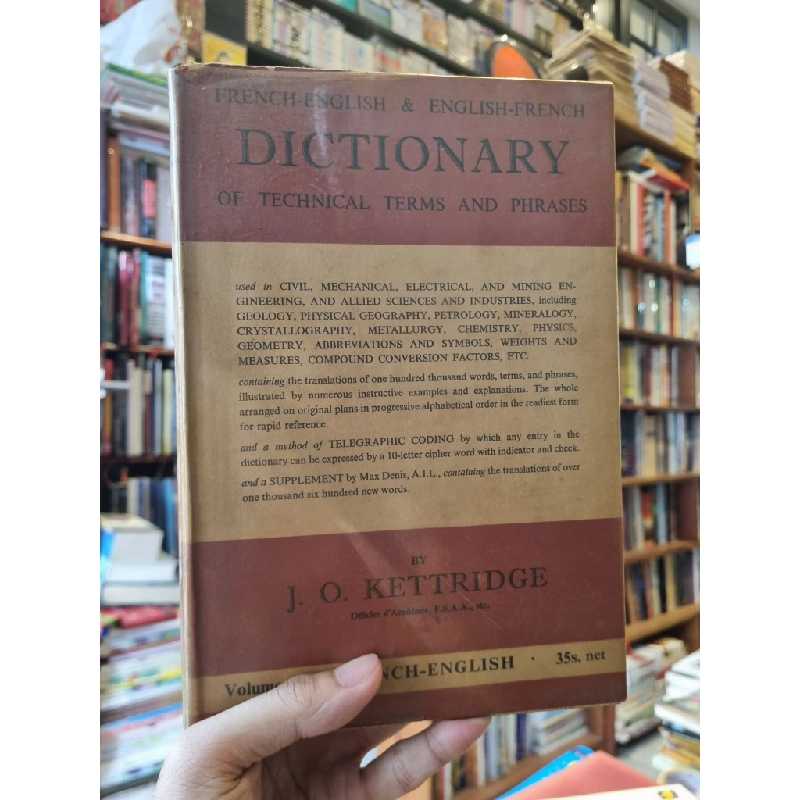 FRENCH-ENGLISH & ENGLISH-FRENCH
DICTIONARY
OF TECHNICAL TERMS AND PHRASES
used in CIVIL, MECHANICAL, ELECTRICAL, AND MINING EN-
GINEERING, AND ALLIED SCIENCES AND INDUSTRIES, including
GEOLOGY, PHYSICAL GEOGRAPHY, PETROLOGY, MINERALOGY,
CRYSTALLOGRAPHY, METALLURGY, CHEMISTRY, PHYSICS,
GEOMETRY, ABBREVIATIONS AND SYMBOLS, WEIGHTS AND
MEASURES, COMPOUND CONVERSION FACTORS, ETC.
containing the translations of one hundred thousand words, terms, and phrases,
illustrated by numerous instructive examples and explanations. The whole
arranged on original plans in progressive alphabetical order in the readiest form
for rapid reference.
and a method of TELEGRAPHIC CODING by which any entry in the
dictionary can be expressed by a 10-letter cipher word with indicator and check.
and a SUPPLEMENT by Max Denis, A.I.L., containing the translations of over
one thousand six hundred new words.
BY
J. O. KETTRIDGE
Officier d'Académie, F.S.A.A., etc.
Volume NCH-ENGLISH · 35s. net